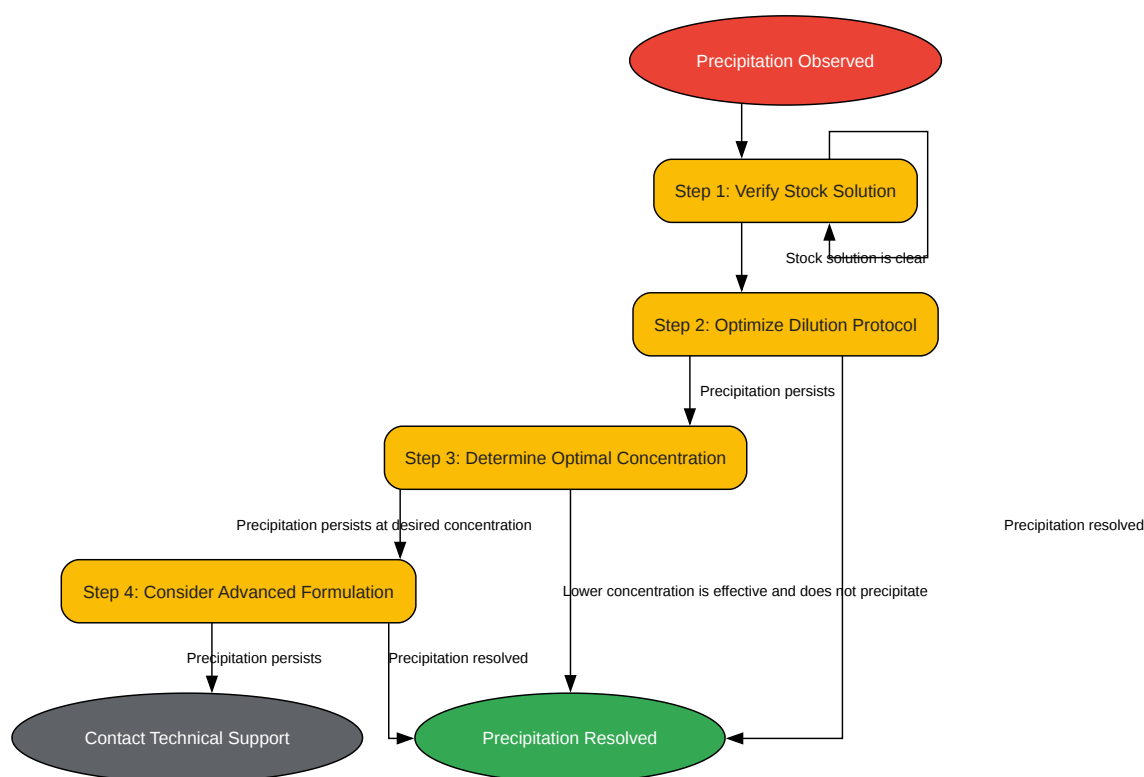 Precipitation Observed
Step 1: Verify Stock Solution
Stock solution is clear
Step 2: Optimize Dilution Protocol
Precipitation persists
Step 3: Determine Optimal Concentration
Precipitation persists at desired concentration
Precipitation resolved
Step 4: Consider Advanced Formulation
Lower concentration is effective and does not precipitate
Precipitation persists
Precipitation resolved
Contact Technical Support
Precipitation Resolved